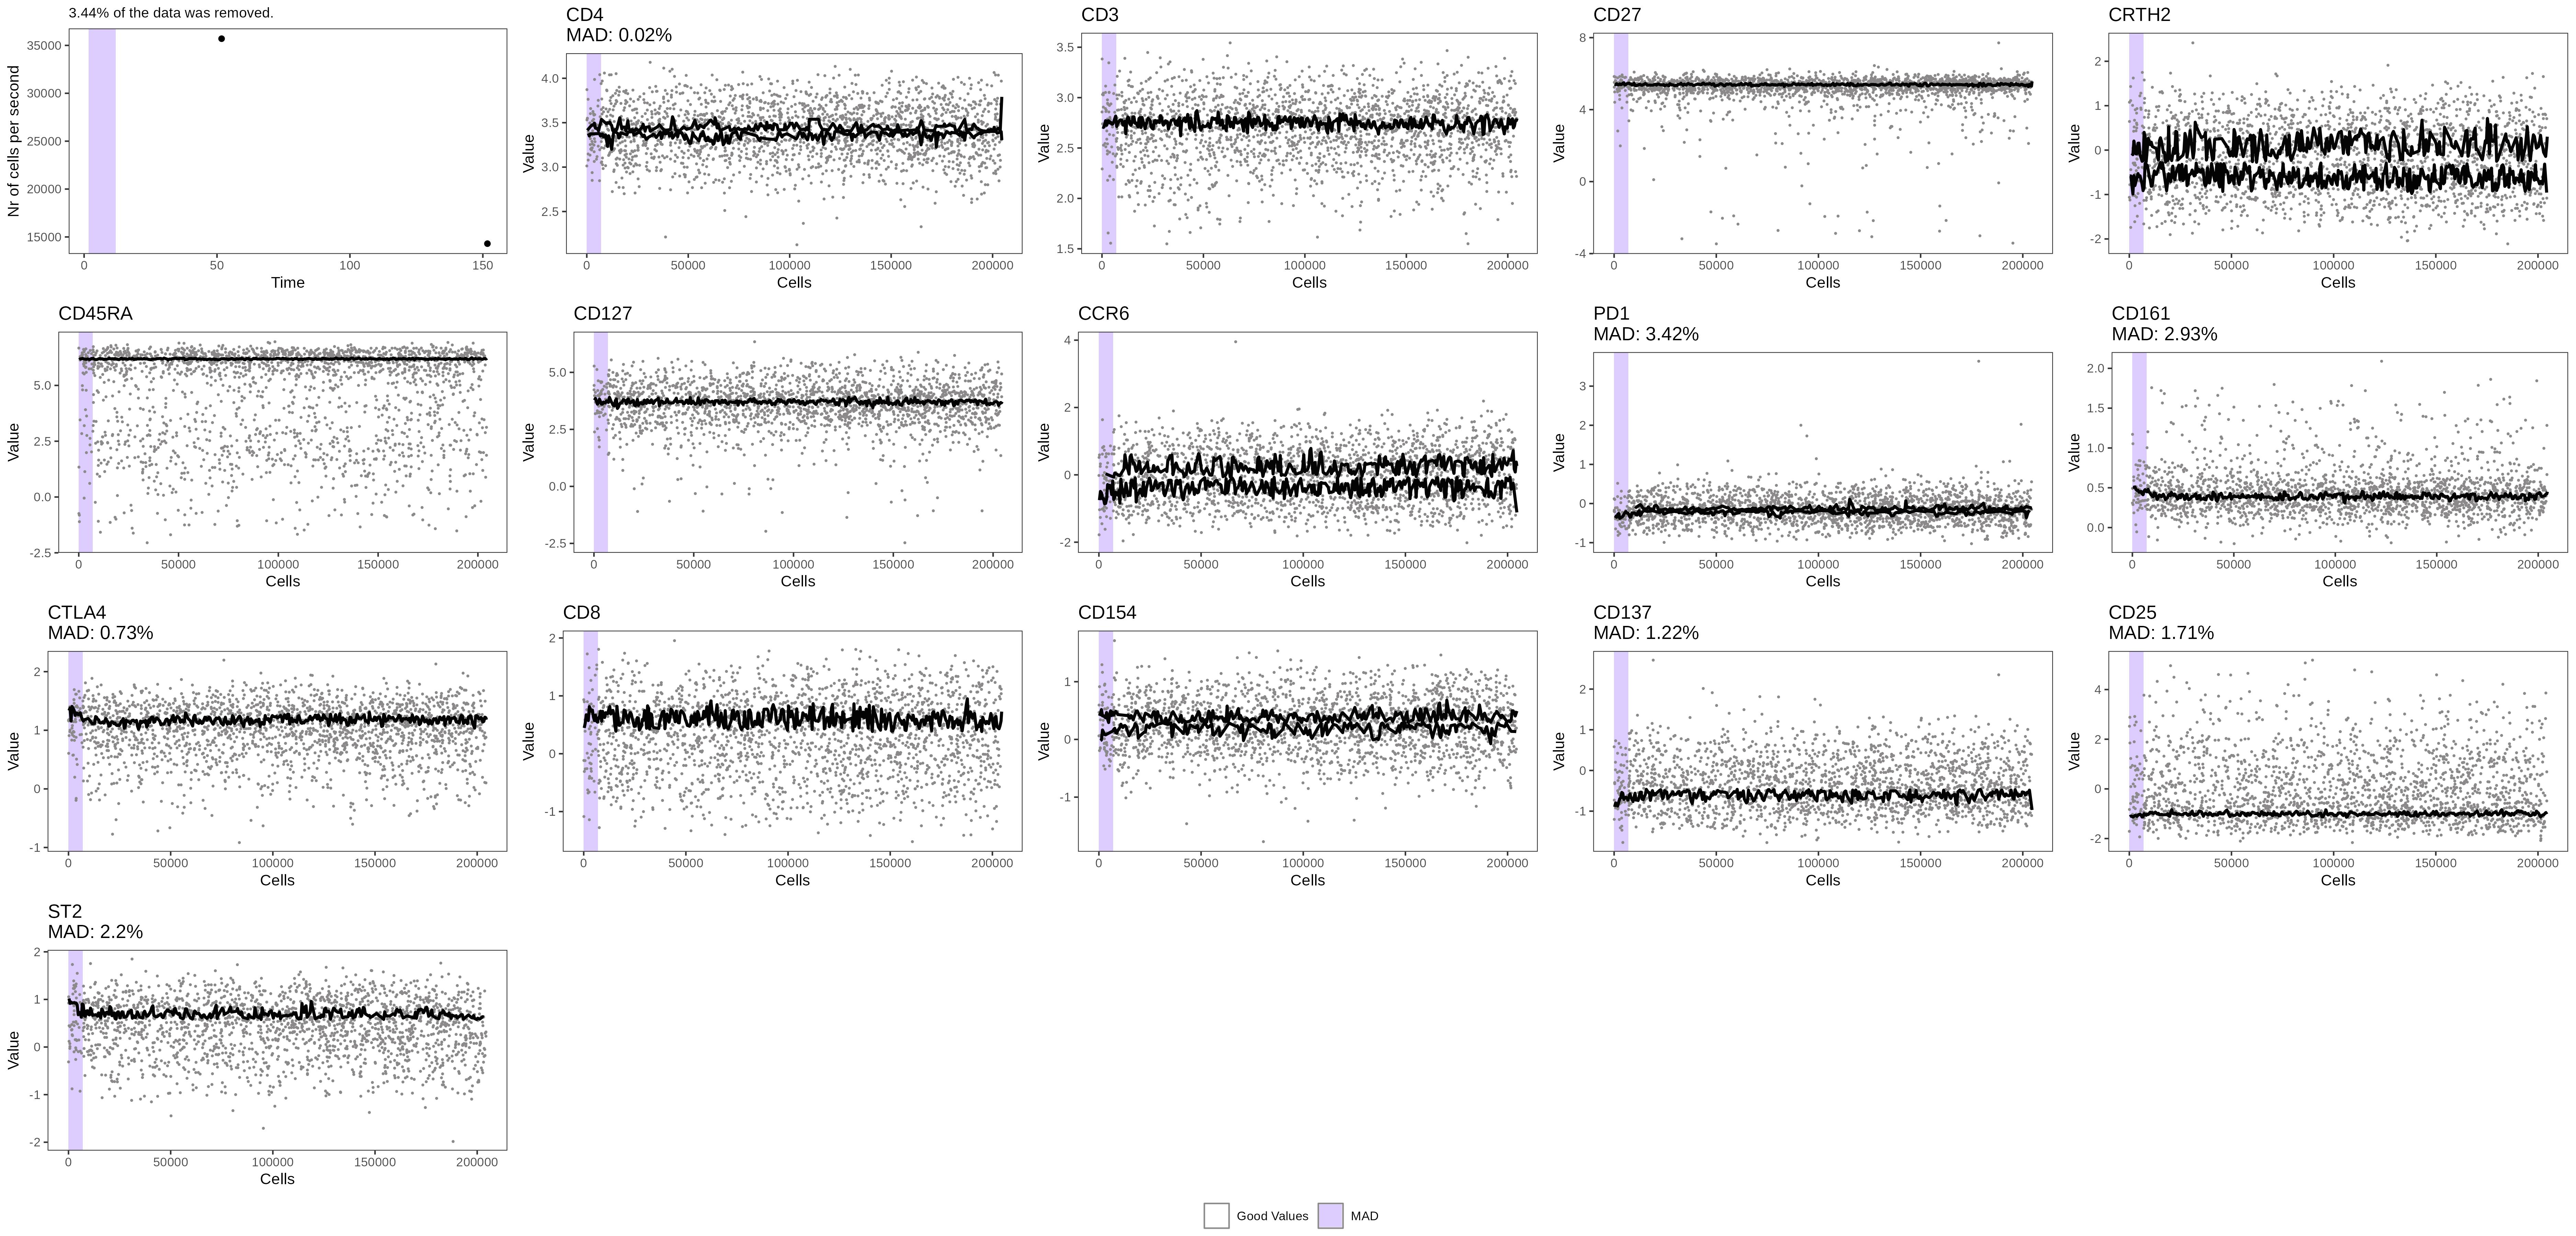 3.44% of the data was removed.
Nr of cells per second
35000
30000
25000
20000
15000
0 50 100 150
Time
CD4
MAD: 0.02%
Value
4.0
3.5
3.0
2.5
0 50000 100000 150000 200000
Cells
CD3
Value
3.5
3.0
2.5
2.0
1.5
0 50000 100000 150000 200000
Cells
CD27
Value
8
4
0
-4
0 50000 100000 150000 200000
Cells
CRTH2
Value
2
1
0
-1
-2
0 50000 100000 150000 200000
Cells
CD45RA
Value
5.0
2.5
0.0
-2.5
0 50000 100000 150000 200000
Cells
CD127
Value
5.0
2.5
0.0
-2.5
0 50000 100000 150000 200000
Cells
CCR6
Value
4
2
0
-2
0 50000 100000 150000 200000
Cells
PD1
MAD: 3.42%
Value
3
2
1
0
-1
0 50000 100000 150000 200000
Cells
CD161
MAD: 2.93%
Value
2.0
1.5
1.0
0.5
0.0
0 50000 100000 150000 200000
Cells
CTLA4
MAD: 0.73%
Value
2
1
0
-1
0 50000 100000 150000 200000
Cells
CD8
Value
2
1
0
-1
0 50000 100000 150000 200000
Cells
CD154
Value
1
0
-1
0 50000 100000 150000 200000
Cells
CD137
MAD: 1.22%
Value
2
1
0
-1
0 50000 100000 150000 200000
Cells
CD25
MAD: 1.71%
Value
4
2
0
-2
0 50000 100000 150000 200000
Cells
ST2
MAD: 2.2%
Value
2
1
0
-1
-2
0 50000 100000 150000 200000
Cells
Good Values MAD